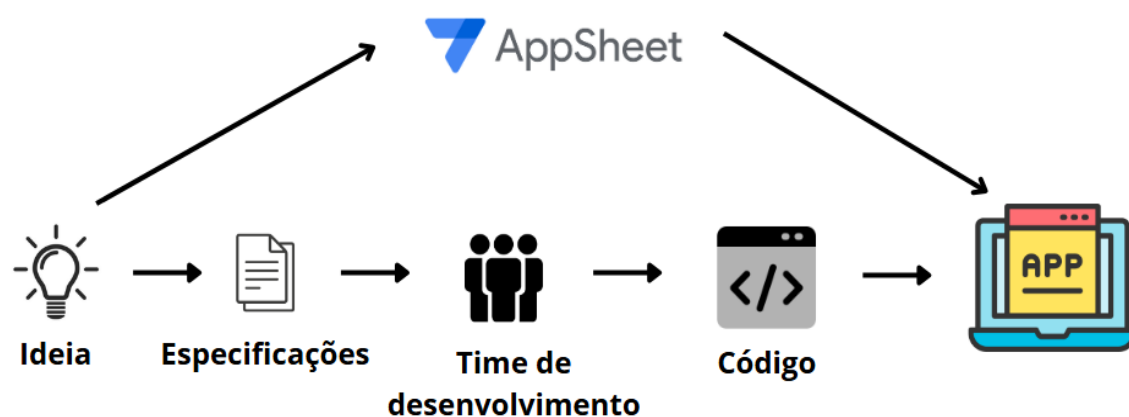 AppSheet
</>
APP
Ideia
Especificações
Time de
desenvolvimento
Código